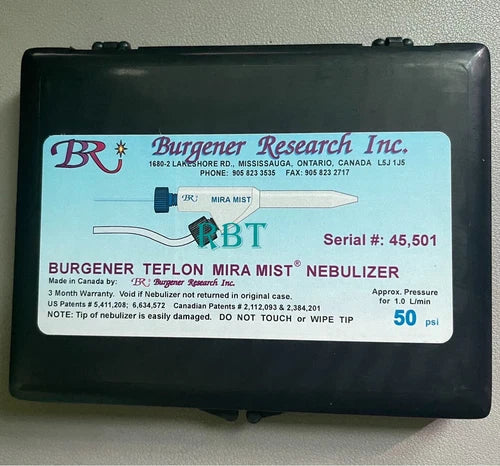 BRi Burgener Research Inc.
1680-2 LAKESHORE RD., MISSISSAUGA, ONTARIO, CANADA L5J 1J5
PHONE: 905 823 3535 FAX: 905 823 2717
BRi MIRA MIST
RBT
Serial #: 45,501
BURGENER TEFLON MIRA MIST® NEBULIZER
Made in Canada by: BRi Burgener Research Inc.
3 Month Warranty. Void if Nebulizer not returned in original case.
US Patents # 5,411,208; 6,634,572 Canadian Patents # 2,112,093 & 2,384,201
NOTE: Tip of nebulizer is easily damaged. DO NOT TOUCH or WIPE TIP
Approx. Pressure
for 1.0 L/min
50 psi